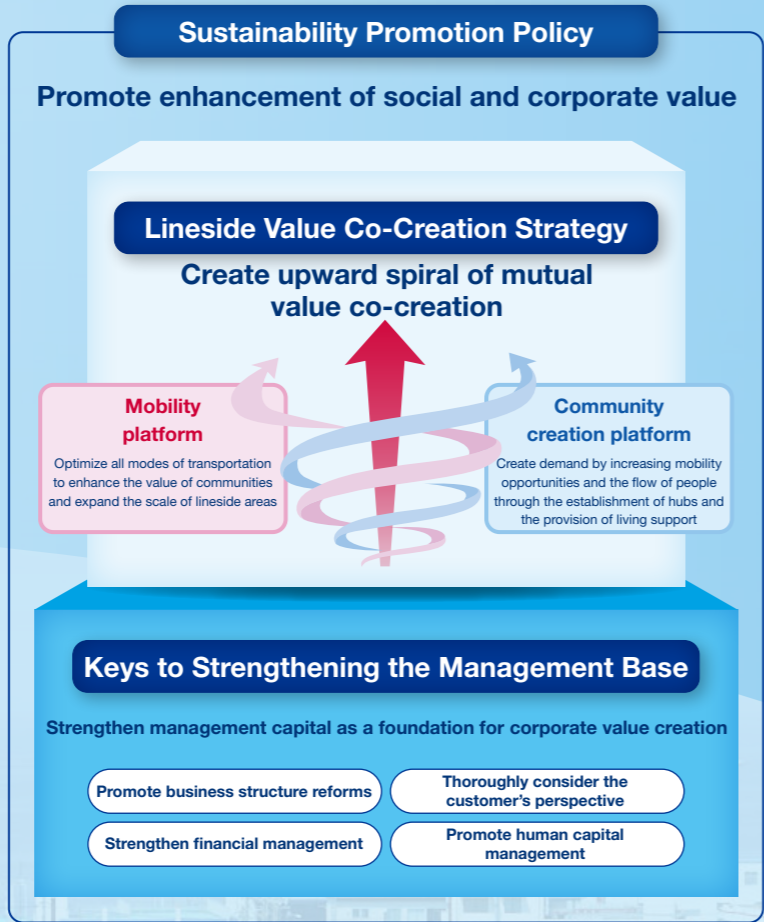 Sustainability Promotion Policy
Promote enhancement of social and corporate value
Lineside Value Co-Creation Strategy
Create upward spiral of mutual
value co-creation
Mobility
platform
Optimize all modes of transportation
to enhance the value of communities
and expand the scale of lineside areas
Community
creation platform
Create demand by increasing mobility
opportunities and the flow of people
through the establishment of hubs and
the provision of living support
Keys to Strengthening the Management Base
Strengthen management capital as a foundation for corporate value creation
Promote business structure reforms
Thoroughly consider the
customer's perspective
Strengthen financial management
Promote human capital
management